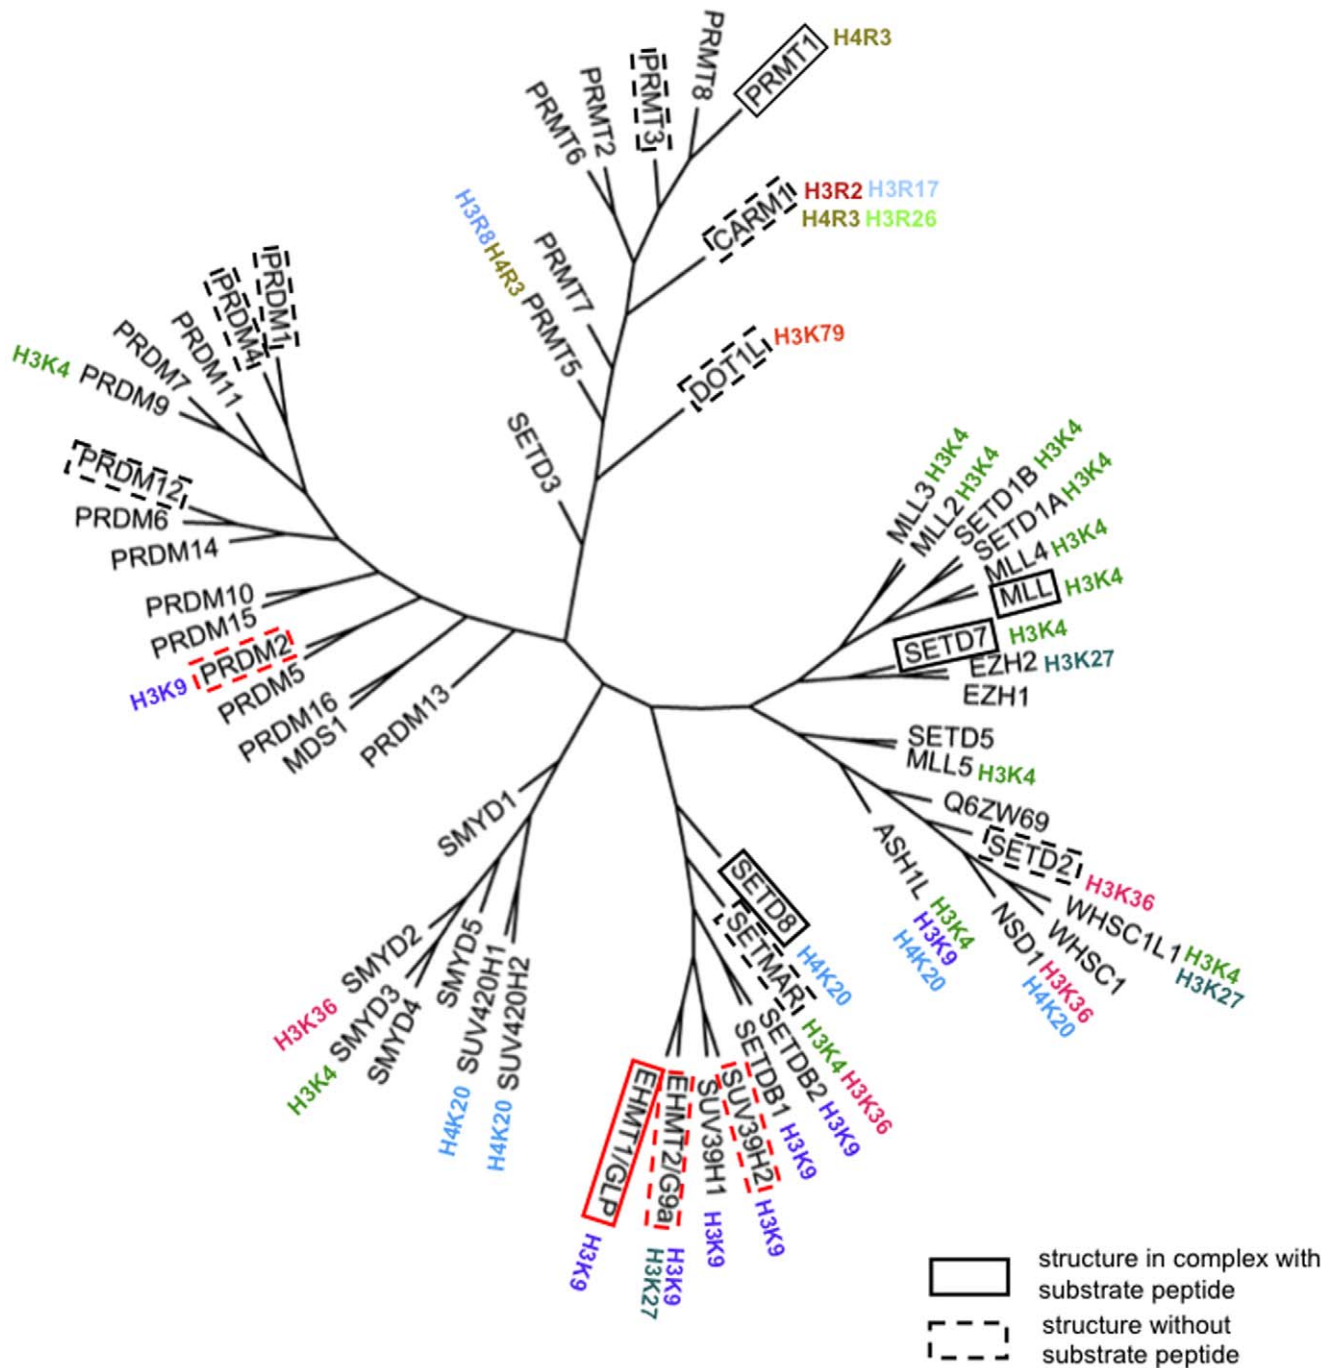 PRMT6
PRMT2
PRMT3
PRMT8
PRMT1 H4R3
CARM1 H3R2 H3R17
H4R3 H3R26
H3R8
H4R3 PRMT5
PRMT7
DOT1L H3K79
SETD3
PRDM1
PRDM4
PRDM11
PRDM7
H3K4 PRDM9
PRDM12
PRDM6
PRDM14
PRDM10
PRDM15
H3K9 PRDM2
PRDM5
PRDM16
MDS1
PRDM13
MLL3 H3K4
MLL2 H3K4
SETD1B H3K4
SETD1A H3K4
MLL4 H3K4
MLL H3K4
SETD7 H3K4
EZH2 H3K27
EZH1
SETD5
MLL5 H3K4
Q6ZW69
SETD2 H3K36
WHSC1L1 H3K4
H3K27
WHSC1
NSD1 H3K36
H4K20
ASH1L H3K4
H3K9
H4K20
SETD8 H4K20
SETMAR H3K4 H3K36
SETDB2 H3K9
SETDB1 H3K9
SUV39H2 H3K9
SUV39H1 H3K9
EHMT2/G9a H3K9
H3K27
EHMT1/GLP H3K9
SMYD1
H3K36 SMYD2
H3K4 SMYD3
SMYD4
SMYD5
H4K20 SUV420H1
H4K20 SUV420H2
structure in complex with
substrate peptide
structure without
substrate peptide